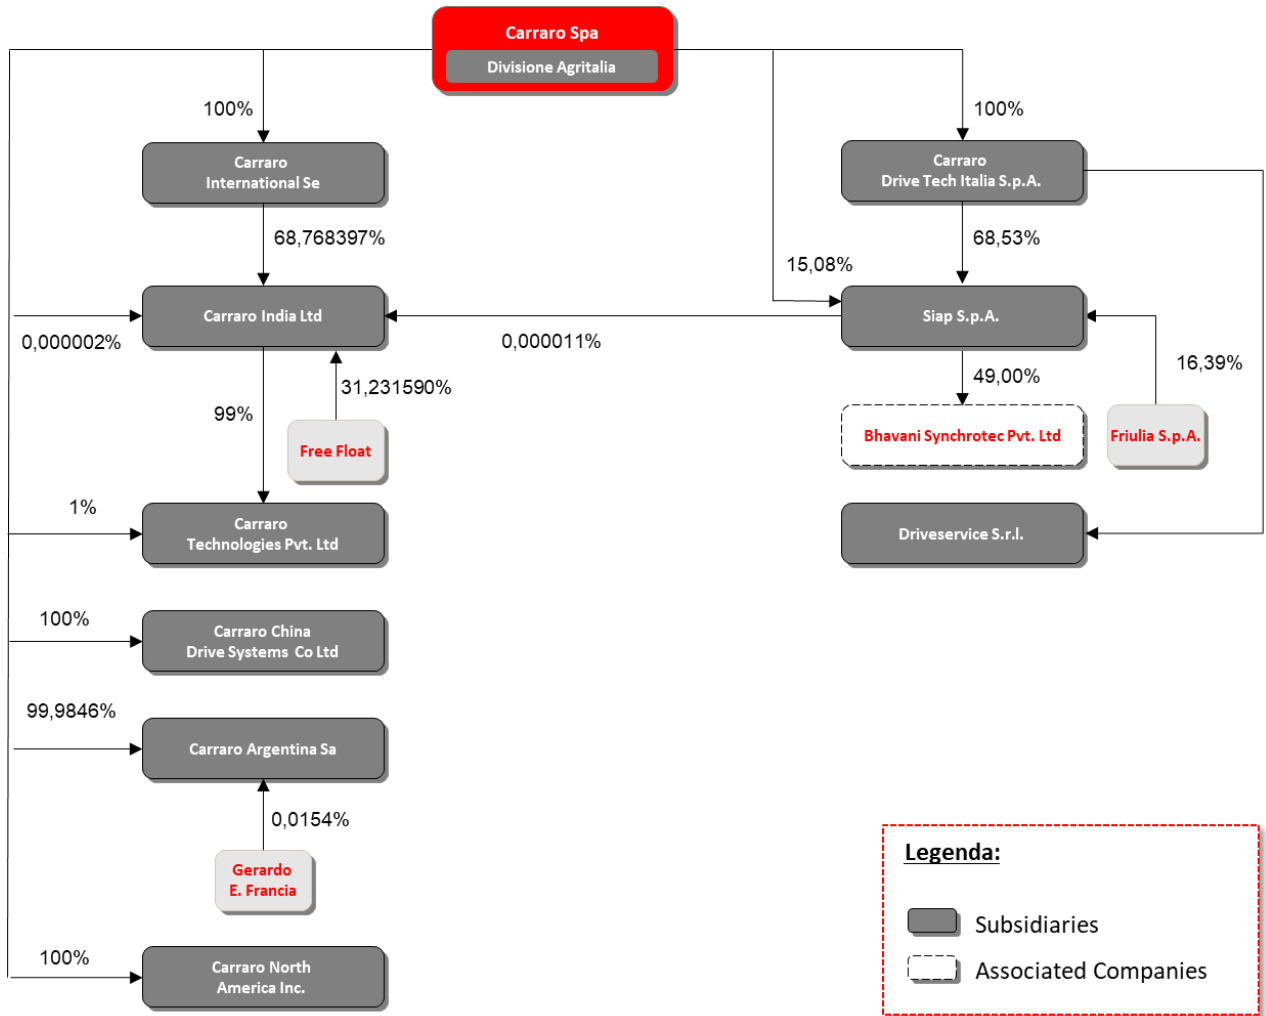 Carraro Spa
Divisione Agritalia
100%
100%
Carraro
International Se
Carraro
Drive Tech Italia S.p.A.
68,768397%
68,53%
15,08%
Carraro India Ltd
Siap S.p.A.
0,000002%
0,000011%
31,231590%
49,00%
16,39%
99%
Free Float
Bhavani Synchrotec Pvt. Ltd
Friulia S.p.A.
1%
Carraro
Technologies Pvt. Ltd
Driveservice S.r.l.
100%
Carraro China
Drive Systems Co Ltd
99,9846%
Carraro Argentina Sa
0,0154%
Gerardo
E. Francia
100%
Carraro North
America Inc.
Legenda:
Subsidiaries
Associated Companies